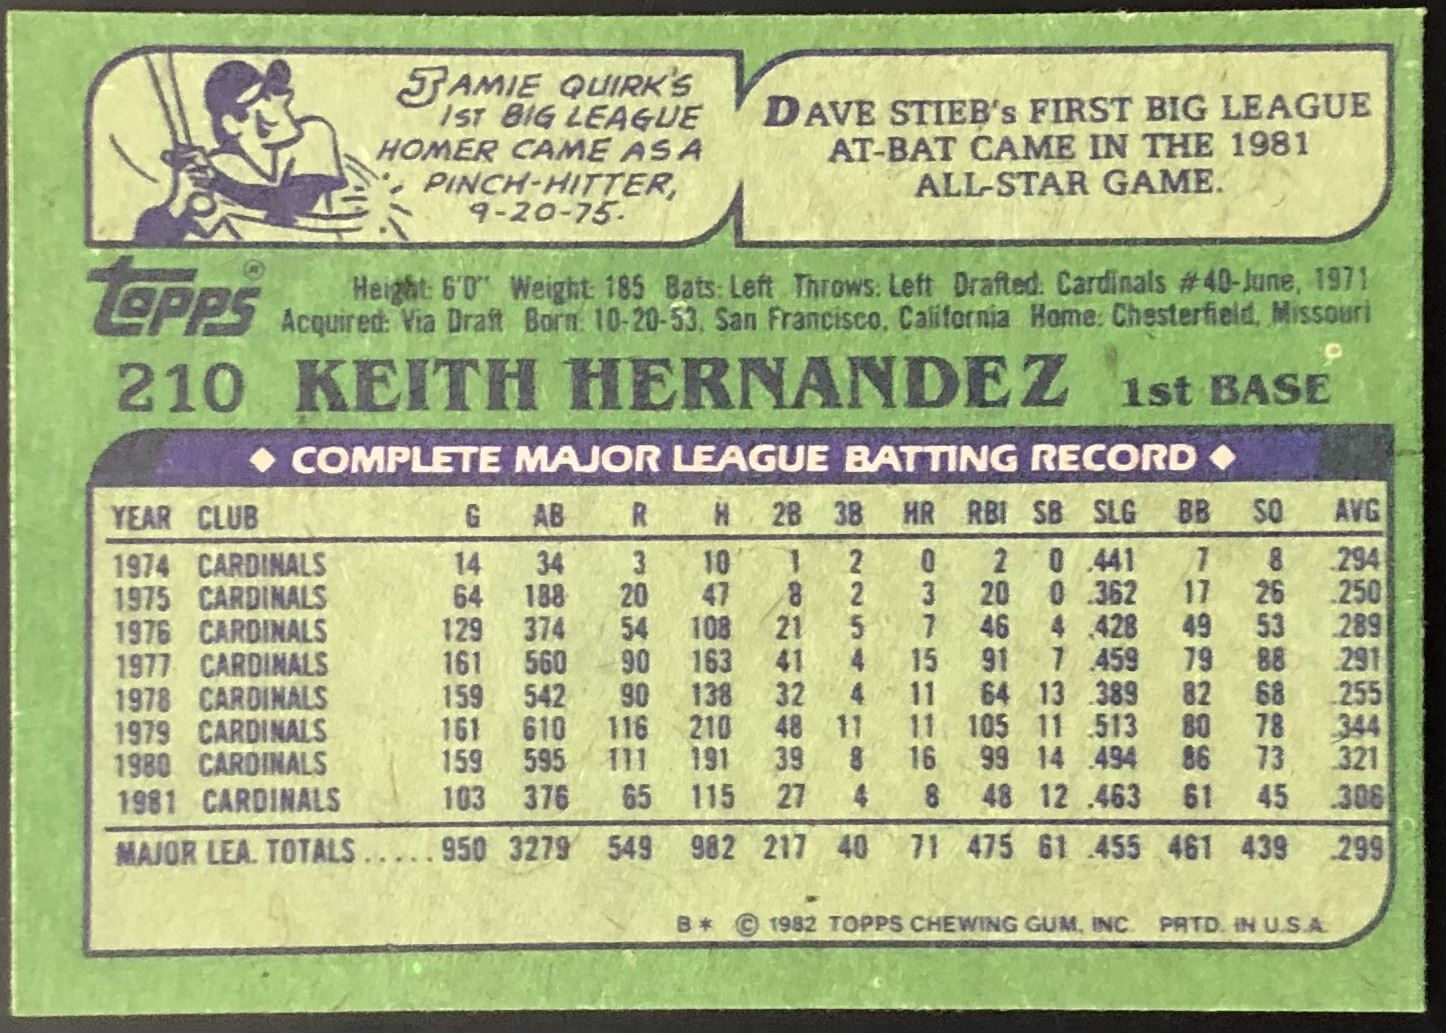 JAMIE QUIRK'S
1ST BIG LEAGUE
HOMER CAME AS A
PINCH-HITTER,
9-20-75.
DAVE STIEB's FIRST BIG LEAGUE
AT-BAT CAME IN THE 1981
ALL-STAR GAME.
Topps ®
Height: 6'0" Weight: 185 Bats: Left Throws: Left Drafted: Cardinals #40-June, 1971
Acquired: Via Draft Born: 10-20-53, San Francisco, California Home: Chesterfield, Missouri
210 KEITH HERNANDEZ 1st BASE
◆ COMPLETE MAJOR LEAGUE BATTING RECORD ◆
YEAR CLUB G AB R H 2B 3B HR RBI SB SLG BB SO AVG
1974 CARDINALS 14 34 3 10 1 2 0 2 0 .441 7 8 .294
1975 CARDINALS 64 188 20 47 8 2 3 20 0 .362 17 26 .250
1976 CARDINALS 129 374 54 108 21 5 7 46 4 .428 49 53 .289
1977 CARDINALS 161 560 90 163 41 4 15 91 7 .459 79 88 .291
1978 CARDINALS 159 542 90 138 32 4 11 64 13 .389 82 68 .255
1979 CARDINALS 161 610 116 210 48 11 11 105 11 .513 80 78 .344
1980 CARDINALS 159 595 111 191 39 8 16 99 14 .494 86 73 .321
1981 CARDINALS 103 376 65 115 27 4 8 48 12 .463 61 45 .306
MAJOR LEA. TOTALS ..... 950 3279 549 982 217 40 71 475 61 .455 461 439 .299
B * © 1982 TOPPS CHEWING GUM, INC. PRTD. IN U.S.A.